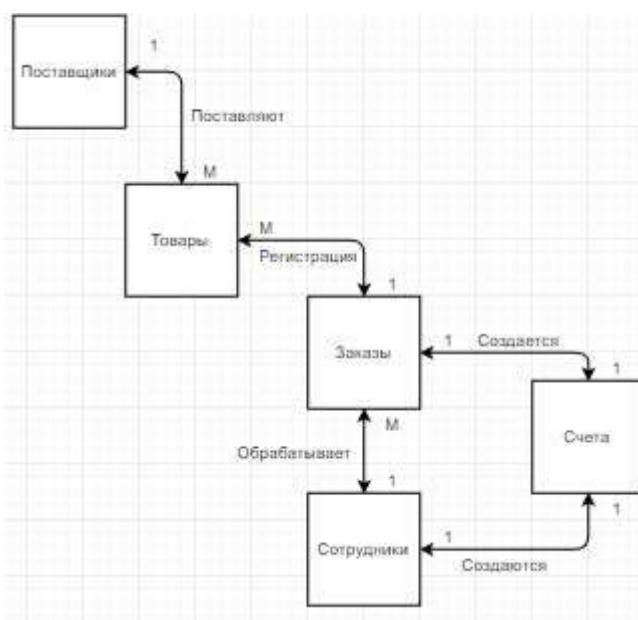 1
Поставщики
Поставляют
М
Товары
М
Регистрация
1
Заказы
1
Создается
1
М
Счета
Обрабатывает
1
Сотрудники
1
1
Создаются